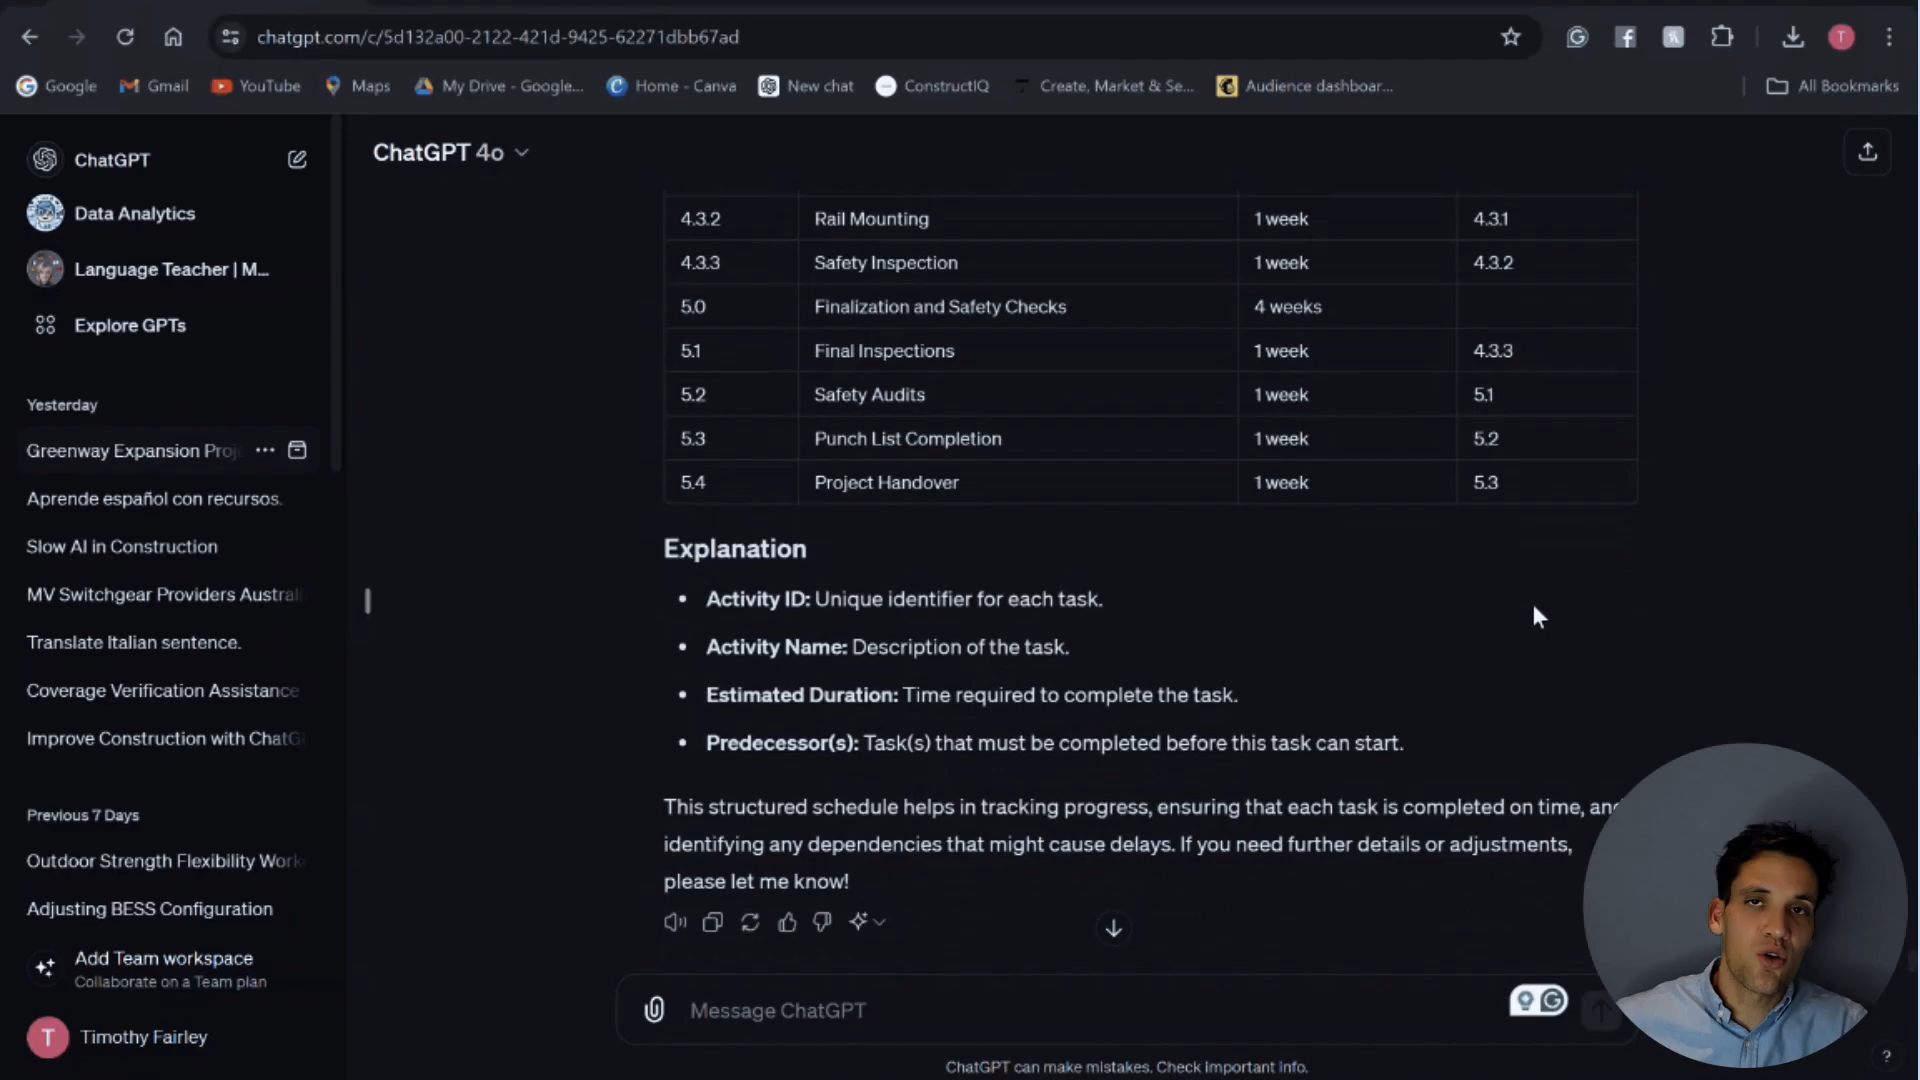 chatgpt.com/c/5d132a00-2122-421d-9425-62271dbb67ad
Google Gmail YouTube Maps My Drive - Google... Home - Canva New chat ConstructIQ Create, Market & Se... Audience dashboar... All Bookmarks
ChatGPT
Data Analytics
Language Teacher | M...
Explore GPTs
Yesterday
Greenway Expansion Proj
Aprende español con recursos.
Slow AI in Construction
MV Switchgear Providers Austral
Translate Italian sentence.
Coverage Verification Assistance
Improve Construction with ChatG
Previous 7 Days
Outdoor Strength Flexibility Work
Adjusting BESS Configuration
Add Team workspace
Collaborate on a Team plan
T Timothy Fairley
ChatGPT 4o
4.3.2 Rail Mounting 1 week 4.3.1
4.3.3 Safety Inspection 1 week 4.3.2
5.0 Finalization and Safety Checks 4 weeks
5.1 Final Inspections 1 week 4.3.3
5.2 Safety Audits 1 week 5.1
5.3 Punch List Completion 1 week 5.2
5.4 Project Handover 1 week 5.3
Explanation
• Activity ID: Unique identifier for each task.
• Activity Name: Description of the task.
• Estimated Duration: Time required to complete the task.
• Predecessor(s): Task(s) that must be completed before this task can start.
This structured schedule helps in tracking progress, ensuring that each task is completed on time, and
identifying any dependencies that might cause delays. If you need further details or adjustments,
please let me know!
Message ChatGPT
ChatGPT can make mistakes. Check important info.
?